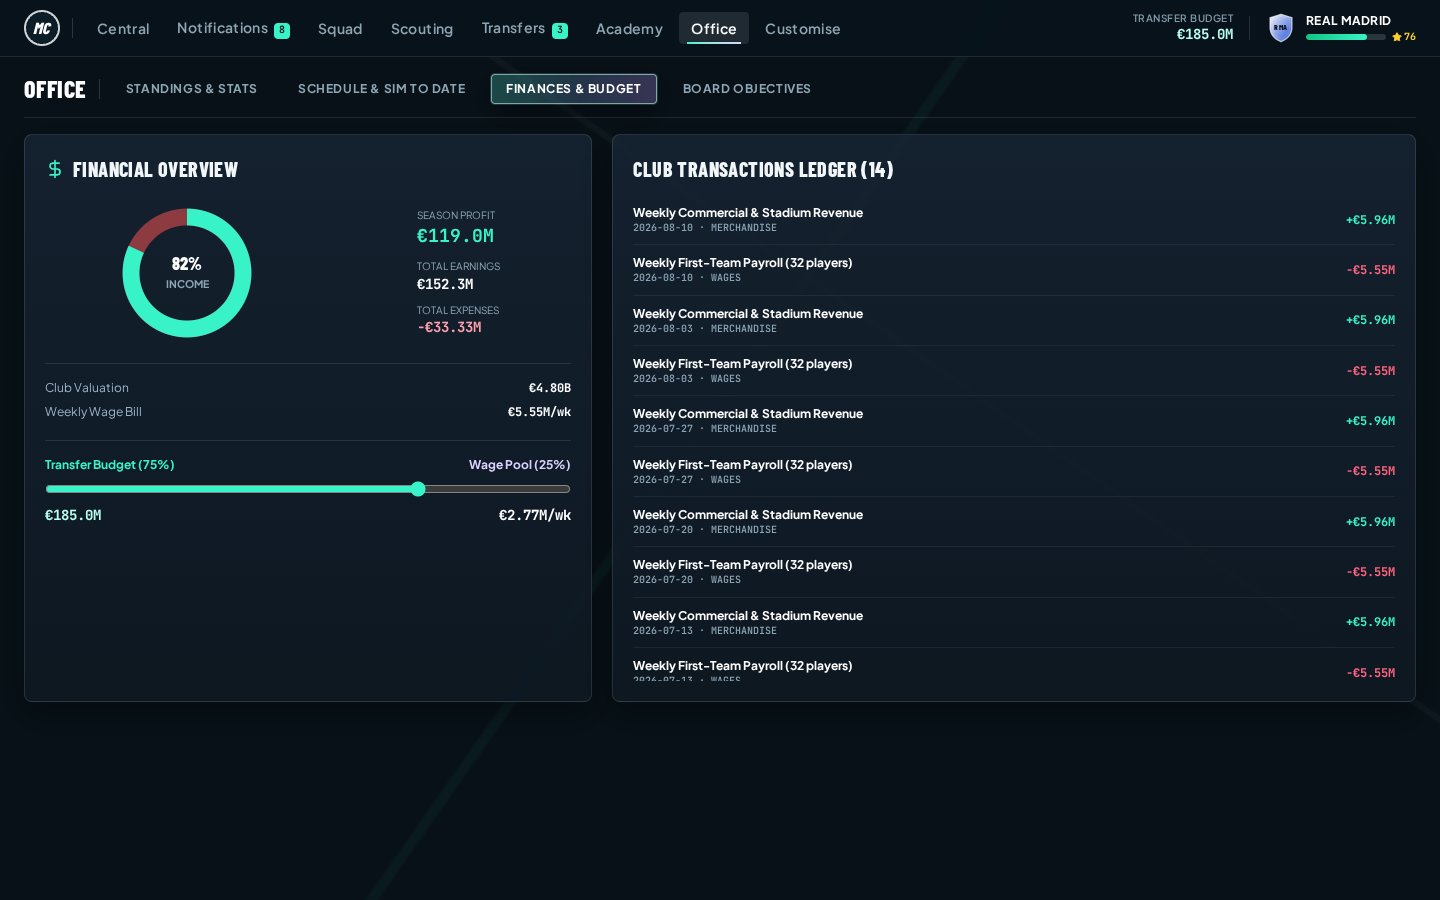 MC
Central
Notifications 8
Squad
Scouting
Transfers 3
Academy
Office
Customise
TRANSFER BUDGET
€185.0M
RMA
REAL MADRID
76
OFFICE
STANDINGS & STATS
SCHEDULE & SIM TO DATE
FINANCES & BUDGET
BOARD OBJECTIVES
$ FINANCIAL OVERVIEW
82%
INCOME
SEASON PROFIT
€119.0M
TOTAL EARNINGS
€152.3M
TOTAL EXPENSES
-€33.33M
Club Valuation €4.80B
Weekly Wage Bill €5.55M/wk
Transfer Budget (75%) Wage Pool (25%)
€185.0M €2.77M/wk
CLUB TRANSACTIONS LEDGER (14)
Weekly Commercial & Stadium Revenue
2026-08-10 · MERCHANDISE
+€5.96M
Weekly First-Team Payroll (32 players)
2026-08-10 · WAGES
-€5.55M
Weekly Commercial & Stadium Revenue
2026-08-03 · MERCHANDISE
+€5.96M
Weekly First-Team Payroll (32 players)
2026-08-03 · WAGES
-€5.55M
Weekly Commercial & Stadium Revenue
2026-07-27 · MERCHANDISE
+€5.96M
Weekly First-Team Payroll (32 players)
2026-07-27 · WAGES
-€5.55M
Weekly Commercial & Stadium Revenue
2026-07-20 · MERCHANDISE
+€5.96M
Weekly First-Team Payroll (32 players)
2026-07-20 · WAGES
-€5.55M
Weekly Commercial & Stadium Revenue
2026-07-13 · MERCHANDISE
+€5.96M
Weekly First-Team Payroll (32 players)
2026-07-13 · WAGES
-€5.55M